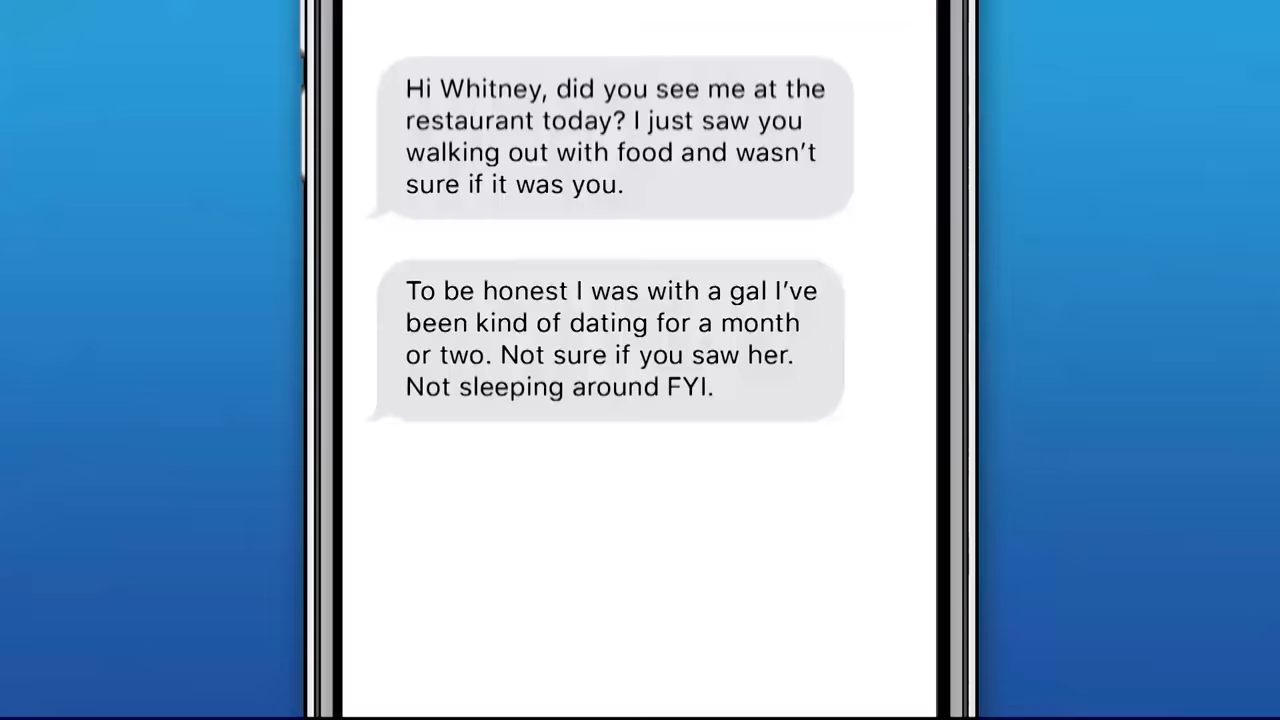 Hi Whitney, did you see me at the
restaurant today? I just saw you
walking out with food and wasn’t
sure if it was you.
To be honest I was with a gal I’ve
been kind of dating for a month
or two. Not sure if you saw her.
Not sleeping around FYI.